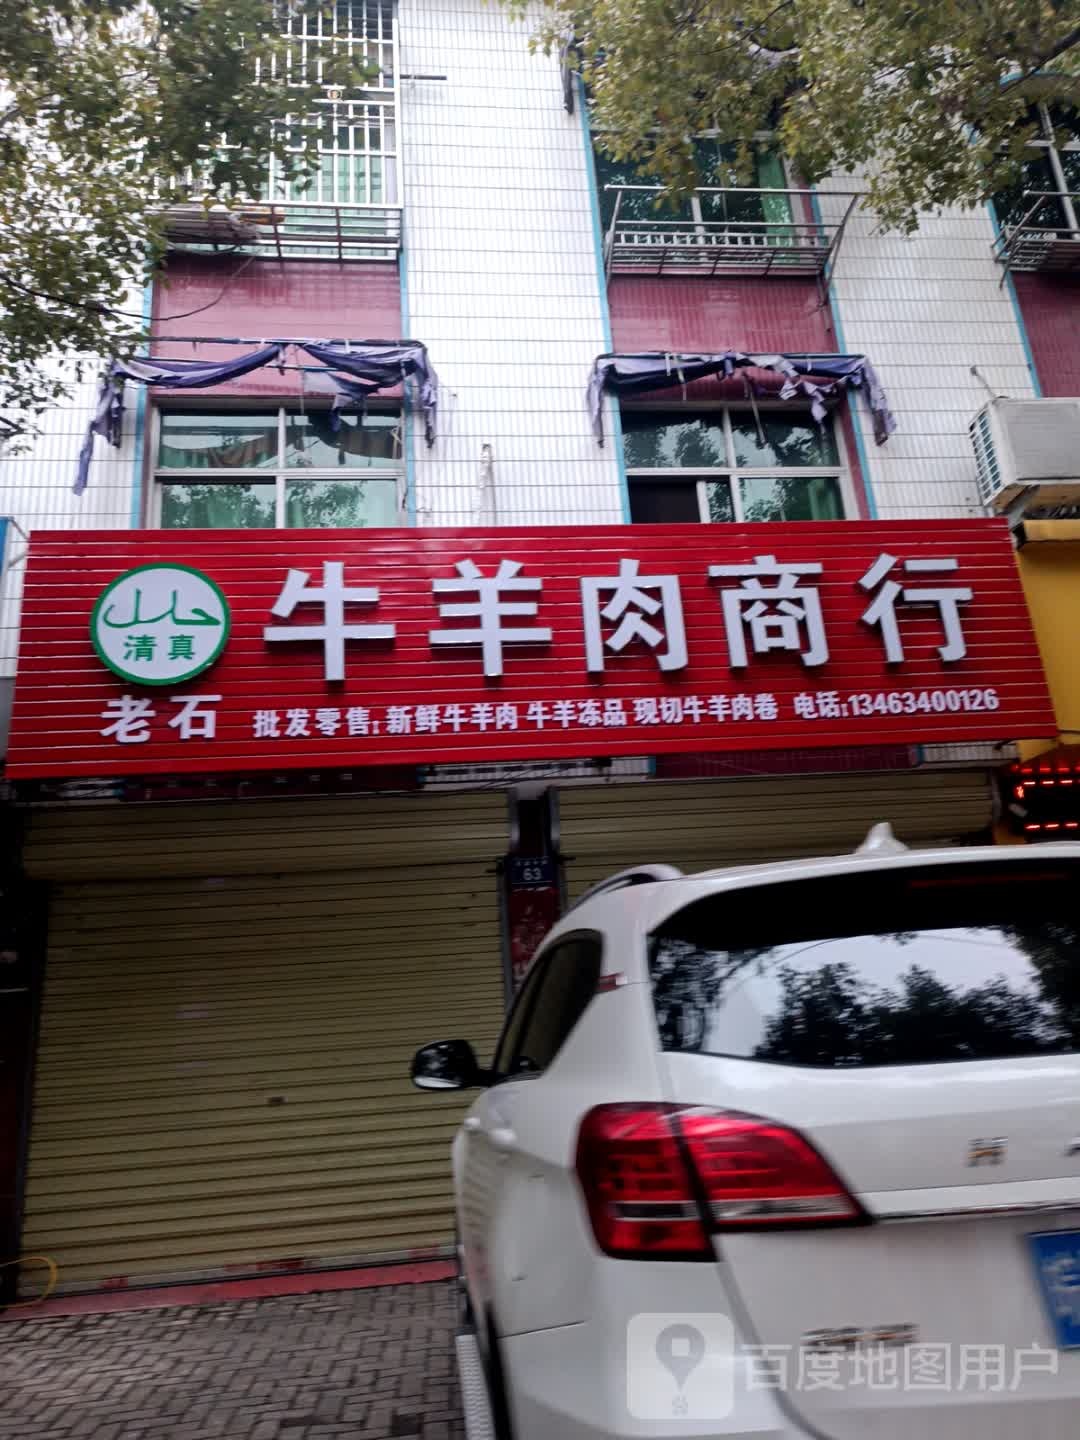 حلال
清真
老石
牛羊肉商行
批发零售:新鲜牛羊肉 牛羊冻品 现切牛羊肉卷 电话:13463400126
63
百度地图用户